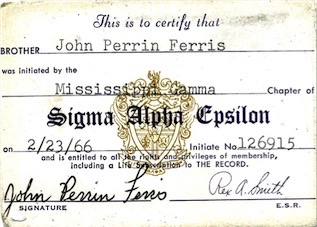 This is to certify that
BROTHER John Perrin Ferris
was initiated by the
Mississippi Gamma Chapter of
Sigma Alpha Epsilon
on 2/23/66 Initiate No. 126915
and is entitled to all the rights and privileges of membership,
including a Life Subscription to THE RECORD.
John Perrin Ferris Rex A. Smith
SIGNATURE E.S.R.